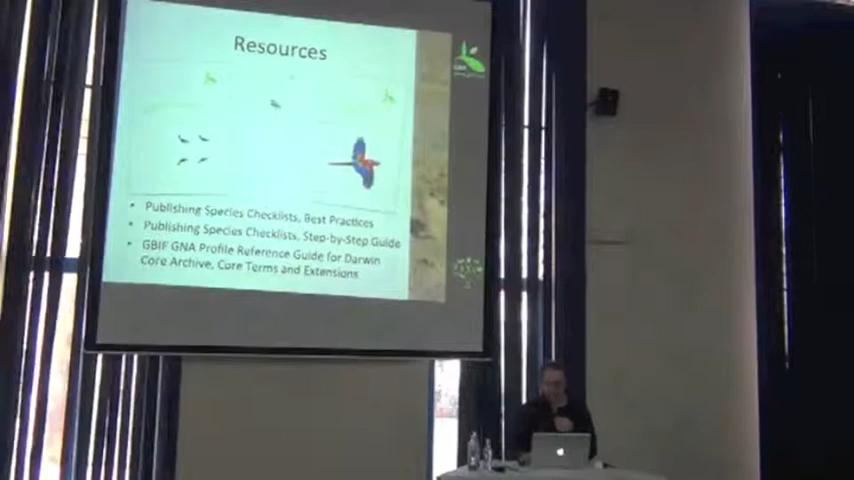 Resources
• Publishing Species Checklists, Best Practices
• Publishing Species Checklists, Step-by-Step Guide
• GBIF GNA Profile Reference Guide for Darwin
Core Archive, Core Terms and Extensions